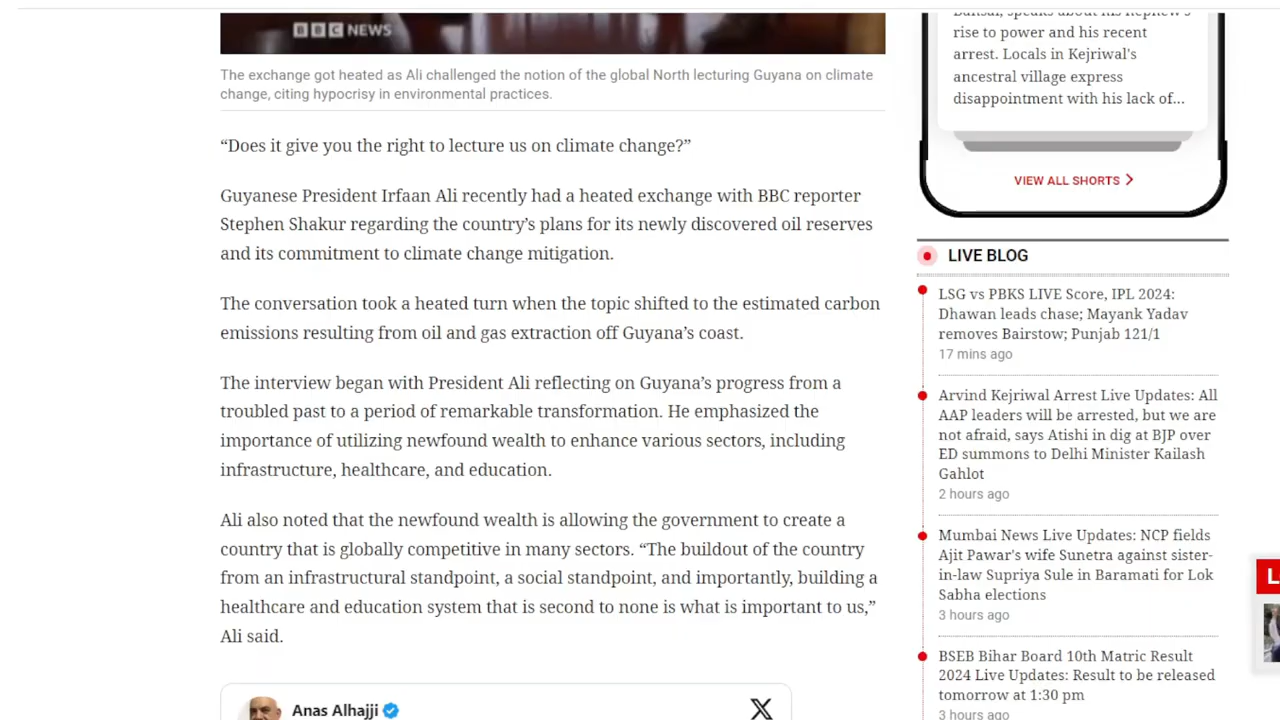 BBC NEWS
The exchange got heated as Ali challenged the notion of the global North lecturing Guyana on climate
change, citing hypocrisy in environmental practices.
“Does it give you the right to lecture us on climate change?”
Guyanese President Irfaan Ali recently had a heated exchange with BBC reporter
Stephen Shakur regarding the country’s plans for its newly discovered oil reserves
and its commitment to climate change mitigation.
The conversation took a heated turn when the topic shifted to the estimated carbon
emissions resulting from oil and gas extraction off Guyana’s coast.
The interview began with President Ali reflecting on Guyana’s progress from a
troubled past to a period of remarkable transformation. He emphasized the
importance of utilizing newfound wealth to enhance various sectors, including
infrastructure, healthcare, and education.
Ali also noted that the newfound wealth is allowing the government to create a
country that is globally competitive in many sectors. “The buildout of the country
from an infrastructural standpoint, a social standpoint, and importantly, building a
healthcare and education system that is second to none is what is important to us,”
Ali said.
Anas Alhajji
X
Bansal, speaks about his nephew's
rise to power and his recent
arrest. Locals in Kejriwal's
ancestral village express
disappointment with his lack of...
VIEW ALL SHORTS
LIVE BLOG
LSG vs PBKS LIVE Score, IPL 2024:
Dhawan leads chase; Mayank Yadav
removes Bairstow; Punjab 121/1
17 mins ago
Arvind Kejriwal Arrest Live Updates: All
AAP leaders will be arrested, but we are
not afraid, says Atishi in dig at BJP over
ED summons to Delhi Minister Kailash
Gahlot
2 hours ago
Mumbai News Live Updates: NCP fields
Ajit Pawar's wife Sunetra against sister-
in-law Supriya Sule in Baramati for Lok
Sabha elections
3 hours ago
BSEB Bihar Board 10th Matric Result
2024 Live Updates: Result to be released
tomorrow at 1:30 pm
3 hours ago
L